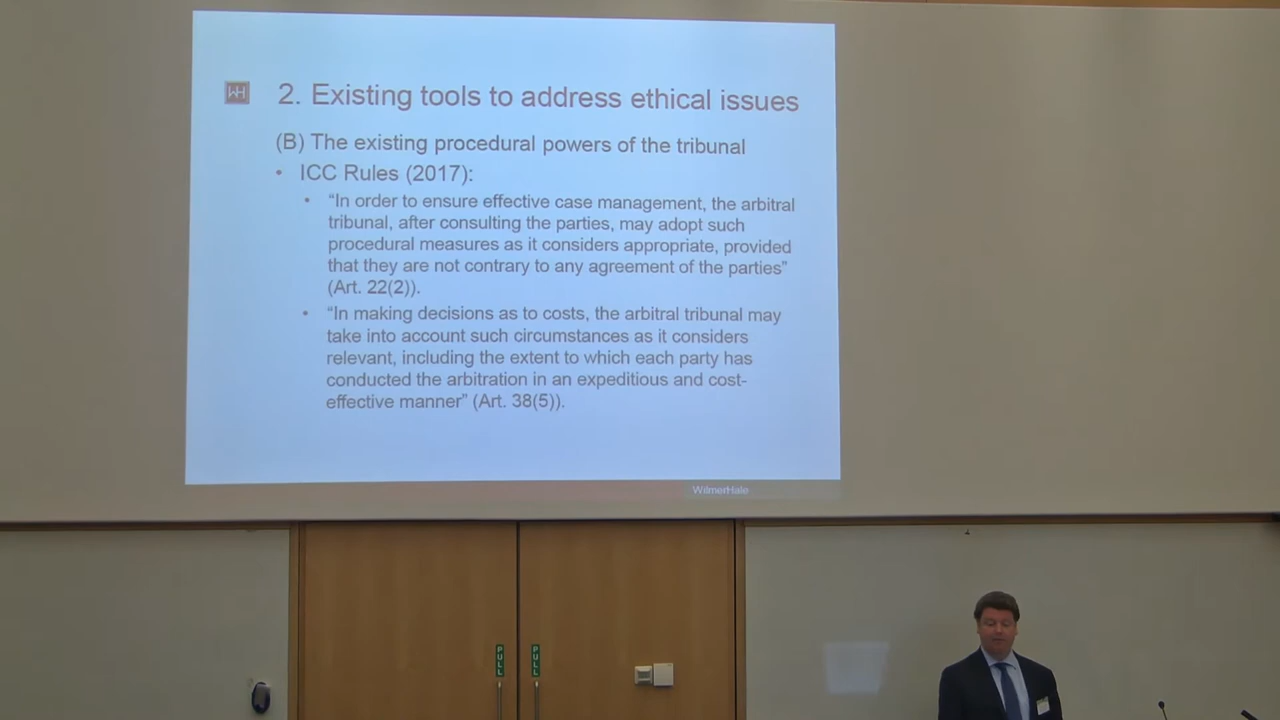 WH
2. Existing tools to address ethical issues
(B) The existing procedural powers of the tribunal
• ICC Rules (2017):
• “In order to ensure effective case management, the arbitral
tribunal, after consulting the parties, may adopt such
procedural measures as it considers appropriate, provided
that they are not contrary to any agreement of the parties”
(Art. 22(2)).
• “In making decisions as to costs, the arbitral tribunal may
take into account such circumstances as it considers
relevant, including the extent to which each party has
conducted the arbitration in an expeditious and cost-
effective manner” (Art. 38(5)).
WilmerHale
PULL
PULL